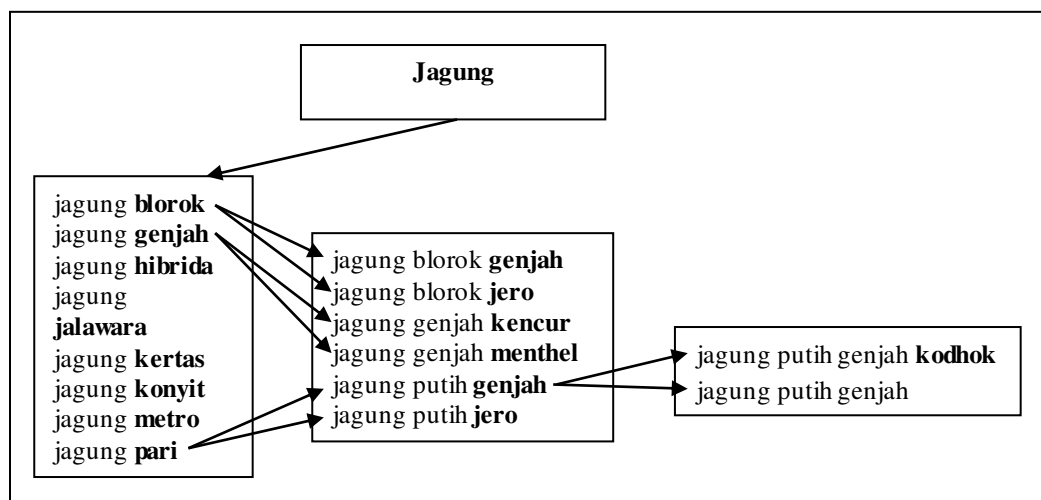 Jagung
jagung blorok
jagung genjah
jagung hibrida
jagung
jalawara
jagung kertas
jagung konyit
jagung metro
jagung pari
jagung blorok genjah
jagung blorok jero
jagung genjah kencur
jagung genjah menthel
jagung putih genjah
jagung putih jero
jagung putih genjah kodhok
jagung putih genjah